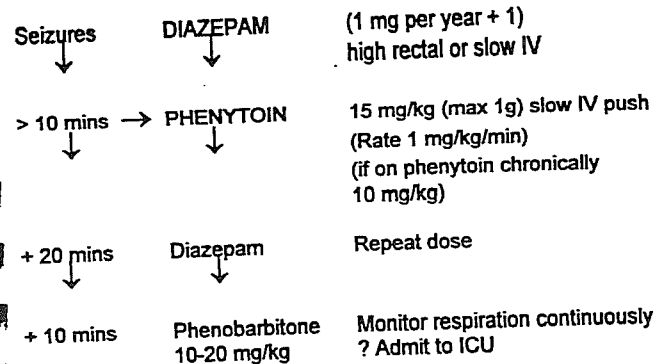 Seizures DIAZEPAM (1 mg per year + 1)
high rectal or slow IV
> 10 mins → PHENYTOIN 15 mg/kg (max 1g) slow IV push
(Rate 1 mg/kg/min)
(if on phenytoin chronically
10 mg/kg)
+ 20 mins Diazepam Repeat dose
+ 10 mins Phenobarbitone Monitor respiration continuously
10-20 mg/kg ? Admit to ICU